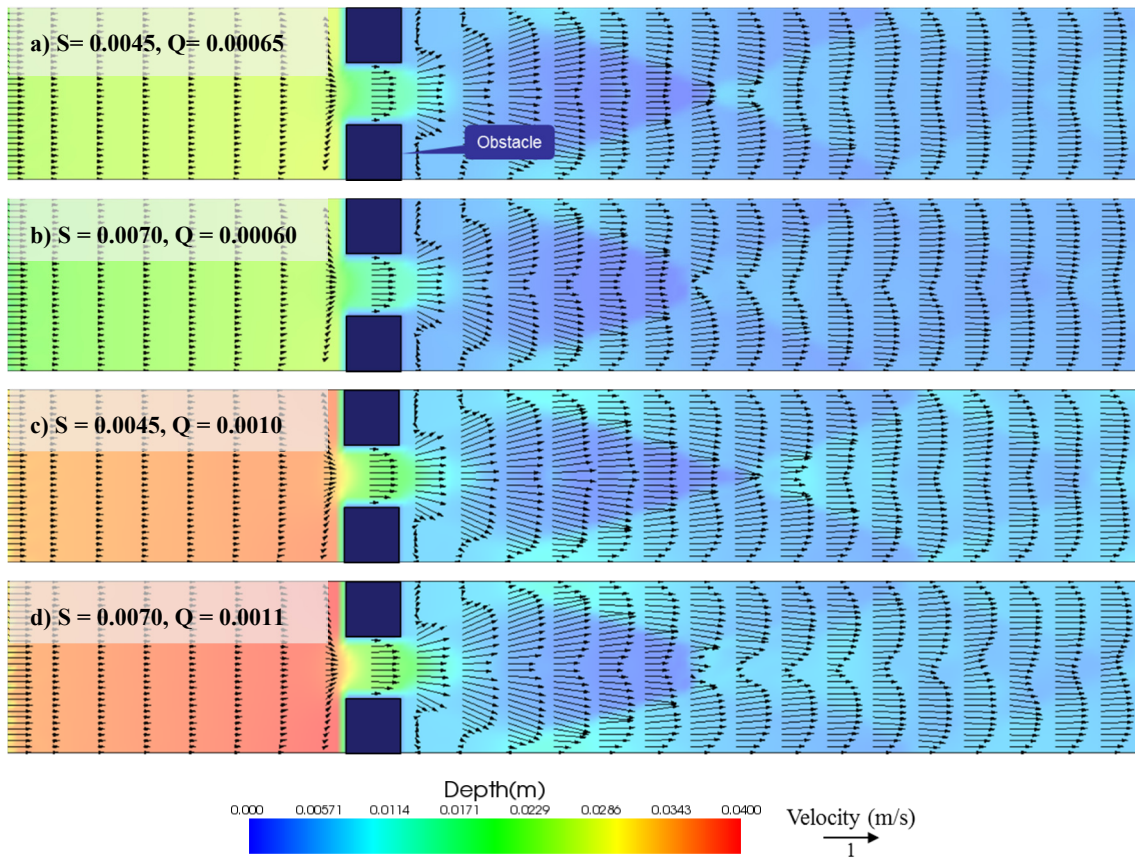 a) S= 0.0045, Q= 0.00065
Obstacle
b) S = 0.0070, Q = 0.00060
c) S = 0.0045, Q = 0.0010
d) S = 0.0070, Q = 0.0011
Depth(m)
0.000 0.00571 0.0114 0.0171 0.0229 0.0286 0.0343 0.0400
Velocity (m/s)
1